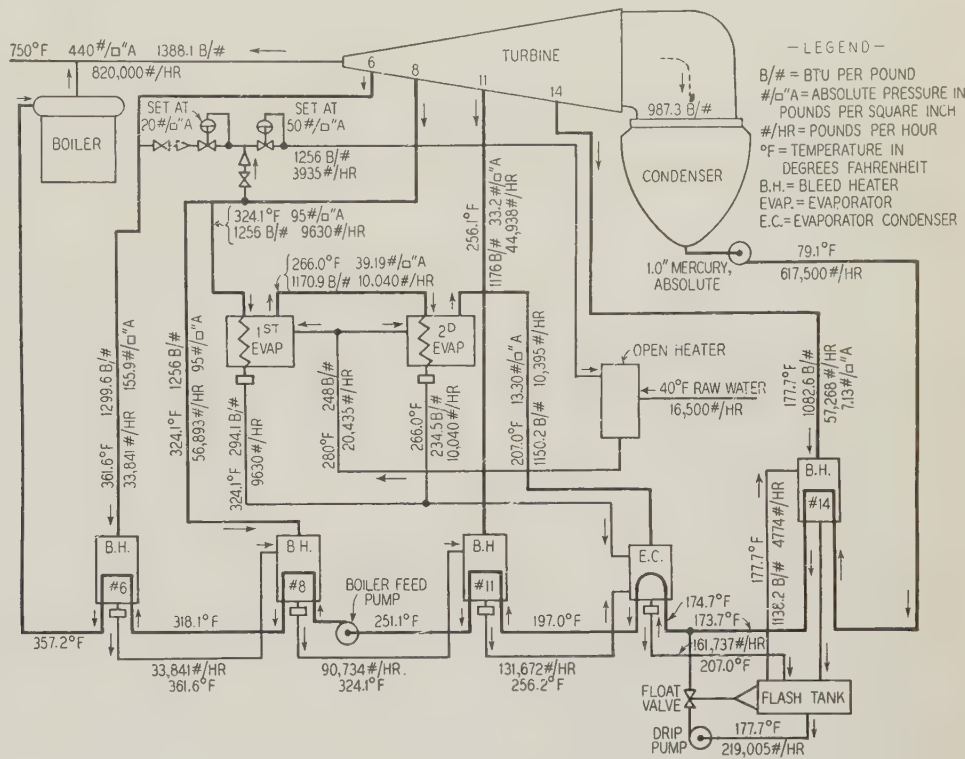 750°F 440 #/□"A 1388.1 B/#
820,000 #/HR
TURBINE
6
8
11
14
— LEGEND —
B/# = BTU PER POUND
#/□"A = ABSOLUTE PRESSURE IN
POUNDS PER SQUARE INCH
#/HR = POUNDS PER HOUR
°F = TEMPERATURE IN
DEGREES FAHRENHEIT
B.H. = BLEED HEATER
EVAP. = EVAPORATOR
E.C. = EVAPORATOR CONDENSER
987.3 B/#
CONDENSER
BOILER
SET AT
20#/□"A
SET AT
50#/□"A
1256 B/#
3935 #/HR
1.0" MERCURY,
ABSOLUTE
79.1°F
617,500 #/HR
324.1°F 95#/□"A
1256 B/# 9630 #/HR
256.1°F
1176 B/# 33.2 #/□"A
44,938 #/HR
266.0°F 39.19 #/□"A
1170.9 B/# 10.040 #/HR
1ST
EVAP
2D
EVAP
OPEN HEATER
40°F RAW WATER
16,500 #/HR
361.6°F 1299.6 B/#
33,841 #/HR 155.9 #/□"A
324.1°F 1256 B/#
56,893 #/HR 95 #/□"A
324.1°F 294.1 B/#
9630 #/HR
280°F 248 B/#
20,435 #/HR
266.0°F 234.5 B/#
10,040 #/HR
207.0°F 13.30 #/□"A
1150.2 B/# 10,395 #/HR
177.7°F
1082.6 B/#
57,268 #/HR
7.13 #/□"A
B.H.
#14
177.7°F
1138.2 B/# 4774 #/HR
B.H.
#6
B.H.
#8
BOILER FEED
PUMP
B.H
#11
E.C.
357.2°F
318.1°F
251.1°F
197.0°F
174.7°F
173.7°F
161,737 #/HR
207.0°F
33,841 #/HR
361.6°F
90,734 #/HR.
324.1°F
131,672 #/HR
256.2°F
FLOAT
VALVE
FLASH TANK
DRIP
PUMP
177.7°F
219,005 #/HR